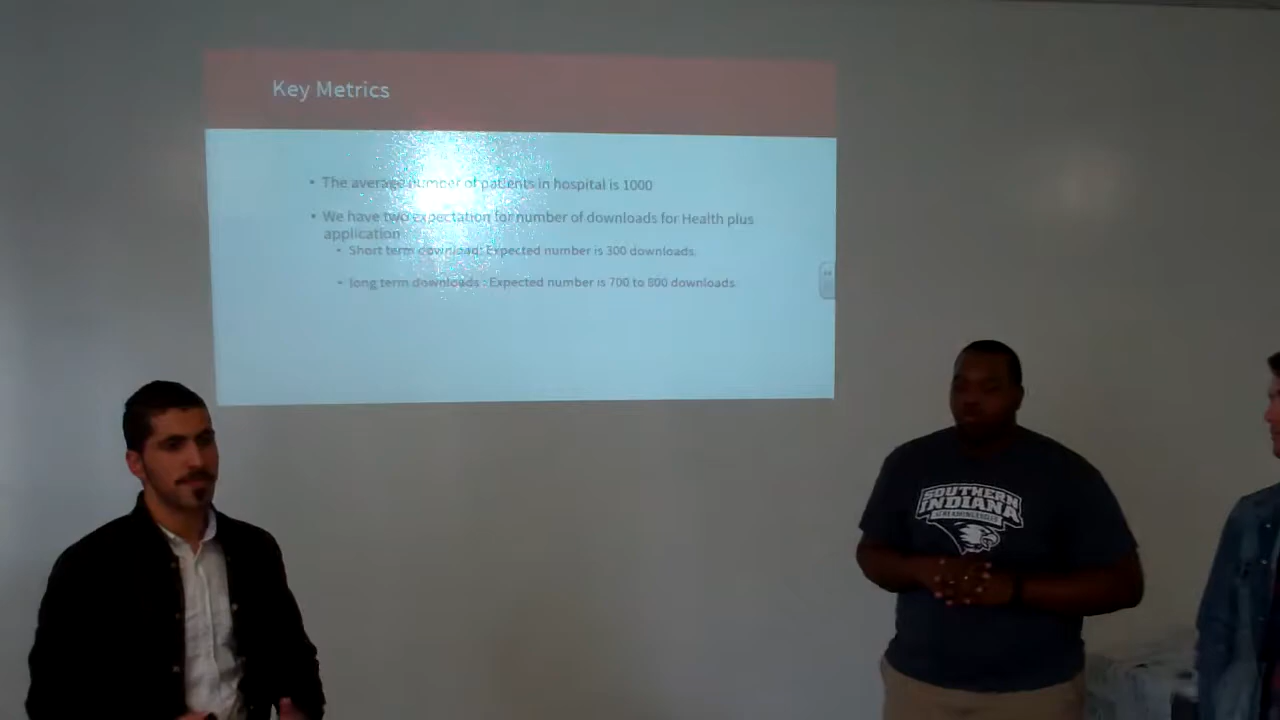 Key Metrics
• The average number of patients in hospital is 1000
• We have two expectation for number of downloads for Health plus
application
• Short term download: Expected number is 300 downloads.
• long term downloads : Expected number is 700 to 800 downloads.
SOUTHERN
INDIANA
SCREAMING EAGLES